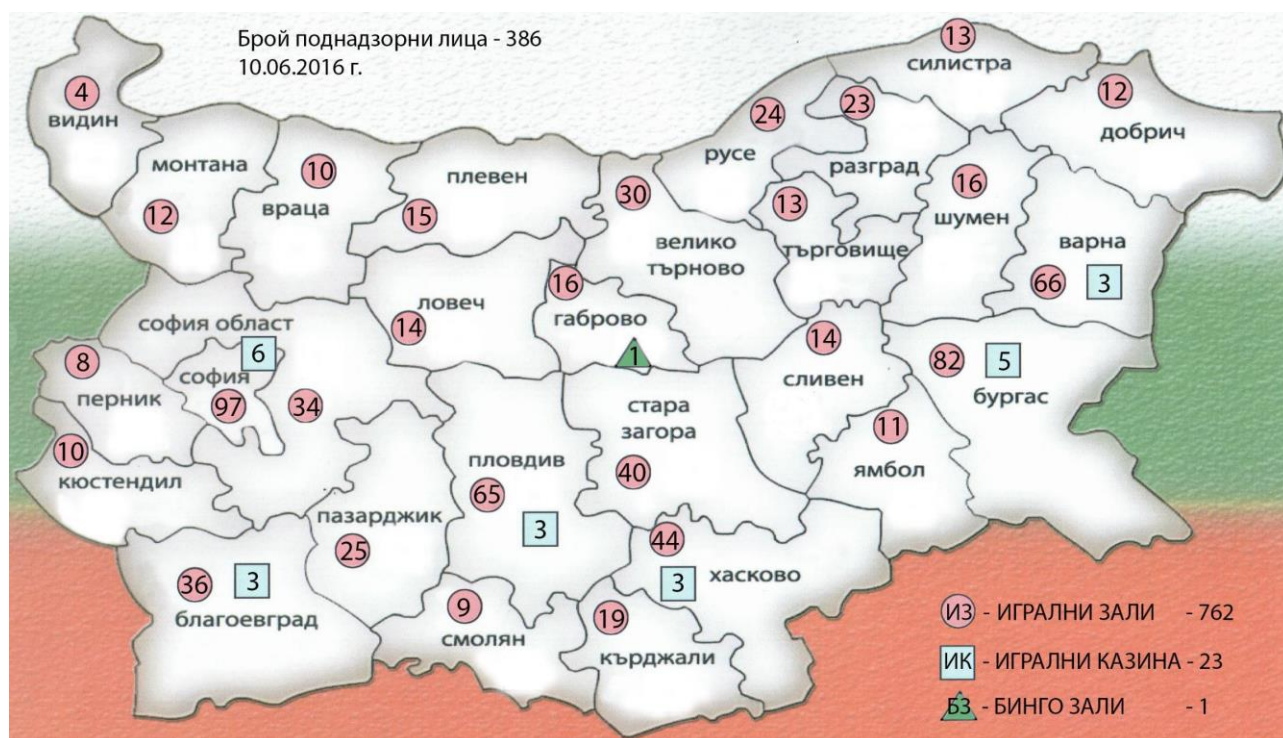 Брой поднадзорни лица - 386
10.06.2016 г.
13
силистра
4
видин
12
добрич
24
русе
23
разград
монтана
12
10
враца
плевен
15
30
велико
търново
13
търговище
16
шумен
варна
66
3
ловеч
14
16
габрово
1
софия област
6
софия
97
34
8
перник
14
сливен
82
5
бургас
10
кюстендил
стара
загора
40
11
ямбол
пловдив
65
3
пазарджик
25
44
3
хасково
36
3
благоевград
9
смолян
19
кърджали
ИЗ - ИГРАЛНИ ЗАЛИ - 762
ИК - ИГРАЛНИ КАЗИНА - 23
БЗ - БИНГО ЗАЛИ - 1